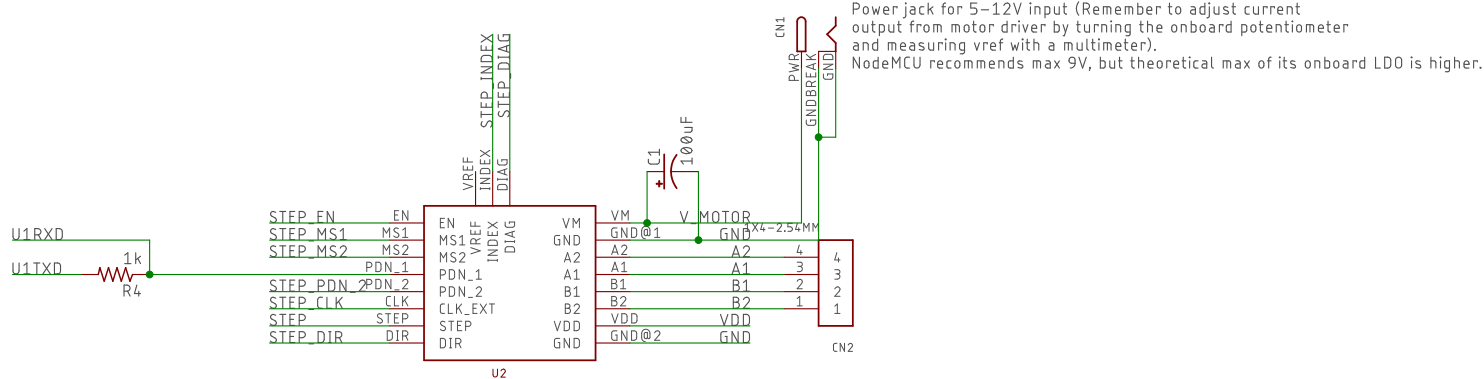 Power jack for 5-12V input (Remember to adjust current
output from motor driver by turning the onboard potentiometer
and measuring vref with a multimeter).
NodeMCU recommends max 9V, but theoretical max of its onboard LDO is higher.
CN1
PWR
GNDBREAK
GND
STEP_INDEX
STEP_DIAG
VREF
INDEX
DIAG
C1
100uF
+
STEP_EN EN EN VM VM V_MOTOR
STEP_MS1 MS1 MS1 GND GND@1 GND
1X4-2.54MM
STEP_MS2 MS2 MS2 A2 A2 A2 4 4
PDN_1 PDN_1 A1 A1 A1 3 3
STEP_PDN_2 PDN_2 PDN_2 B1 B1 B1 2 2
STEP_CLK CLK CLK_EXT B2 B2 B2 1 1
STEP STEP STEP VDD VDD VDD
STEP_DIR DIR DIR GND GND@2 GND
VREF
INDEX
DIAG
U1RXD
U1TXD
1k
R4
U2
CN2